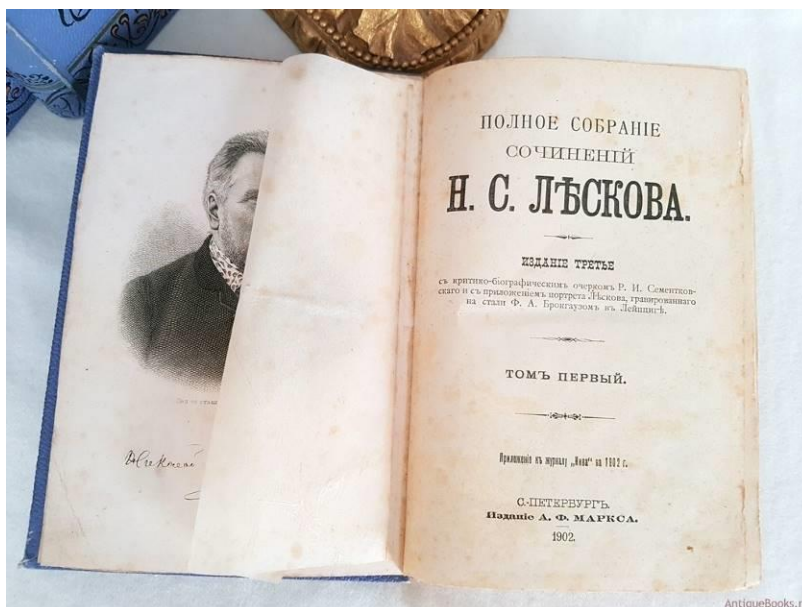 ПОЛНОЕ СОБРАНІЕ
СОЧИНЕНІЙ
Н. С. ЛѢСКОВА.
ИЗДАНІЕ ТРЕТЬЕ
съ критико-біографическимъ очеркомъ Р. И. Сементков-
скаго и съ приложеніемъ портрета Лѣскова, гравированнаго
на стали Ф. А. Брокгаузомъ въ Лейпцигѣ.
ТОМЪ ПЕРВЫЙ.
Приложеніе къ журналу „Нива" на 1902 г.
С.-ПЕТЕРБУРГЪ.
Изданіе А. Ф. МАРКСА.
1902.